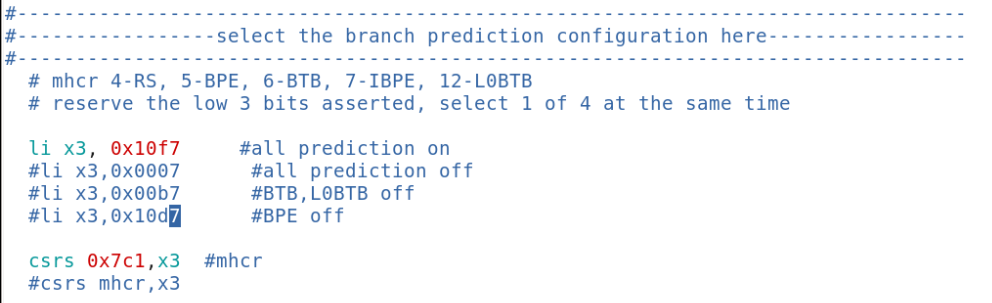 #---------------------------------------------------------------------------------
#-----------------select the branch prediction configuration here-----------------
#---------------------------------------------------------------------------------
  # mhcr 4-RS, 5-BPE, 6-BTB, 7-IBPE, 12-L0BTB
  # reserve the low 3 bits asserted, select 1 of 4 at the same time

  li x3, 0x10f7     #all prediction on
  #li x3,0x0007      #all prediction off
  #li x3,0x00b7      #BTB,L0BTB off
  #li x3,0x10d7      #BPE off

  csrs 0x7c1,x3  #mhcr
  #csrs mhcr,x3